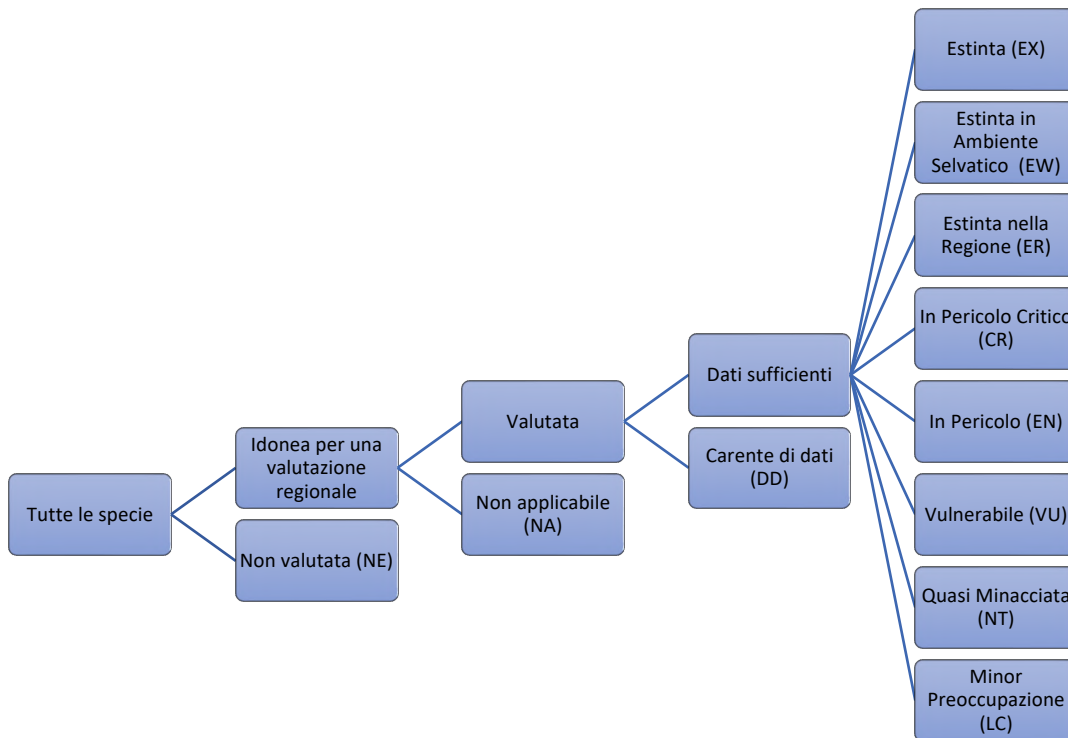 Tutte le specie
Idonea per una
valutazione
regionale
Non valutata (NE)
Valutata
Non applicabile
(NA)
Dati sufficienti
Carente di dati
(DD)
Estinta (EX)
Estinta in
Ambiente
Selvatico (EW)
Estinta nella
Regione (ER)
In Pericolo Critico
(CR)
In Pericolo (EN)
Vulnerabile (VU)
Quasi Minacciata
(NT)
Minor
Preoccupazione
(LC)